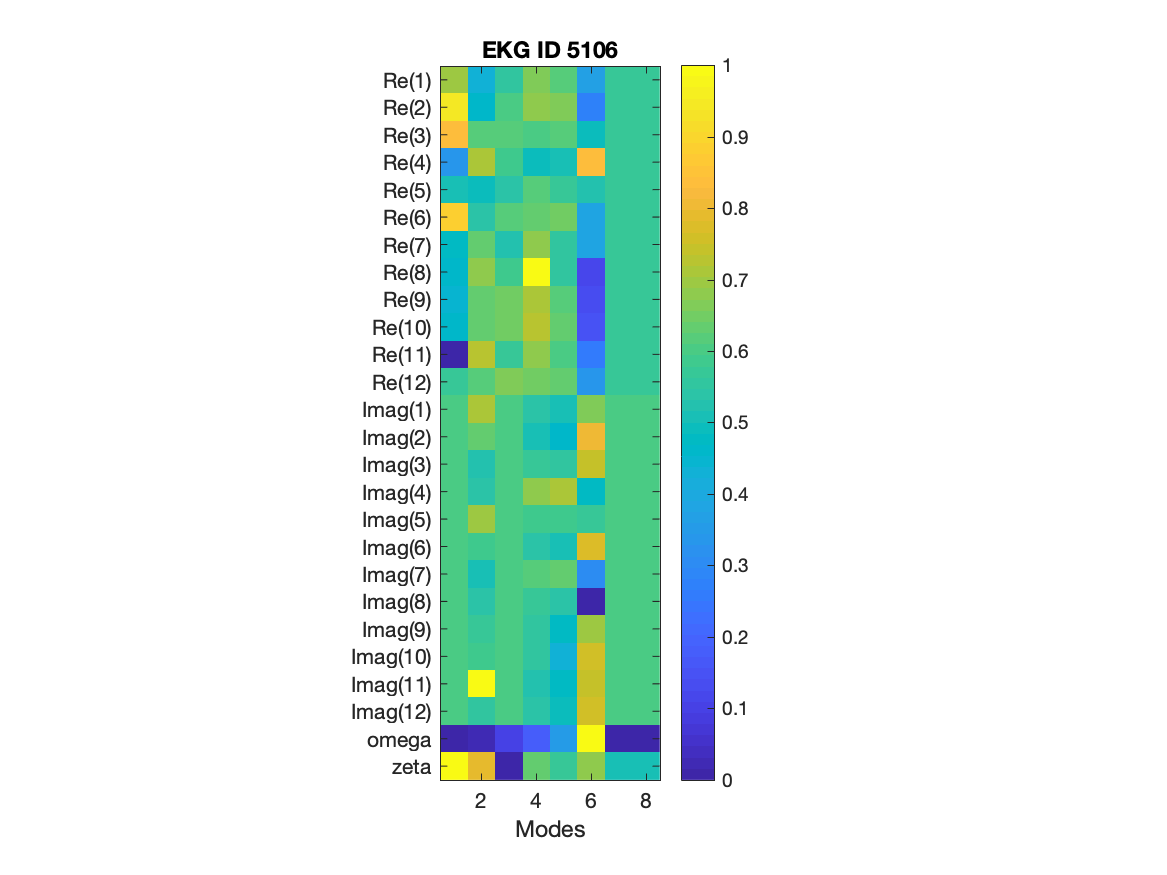 EKG ID 5106
Re(1)
Re(2)
Re(3)
Re(4)
Re(5)
Re(6)
Re(7)
Re(8)
Re(9)
Re(10)
Re(11)
Re(12)
Imag(1)
Imag(2)
Imag(3)
Imag(4)
Imag(5)
Imag(6)
Imag(7)
Imag(8)
Imag(9)
Imag(10)
Imag(11)
Imag(12)
omega
zeta
2 4 6 8
Modes
1
0.9
0.8
0.7
0.6
0.5
0.4
0.3
0.2
0.1
0